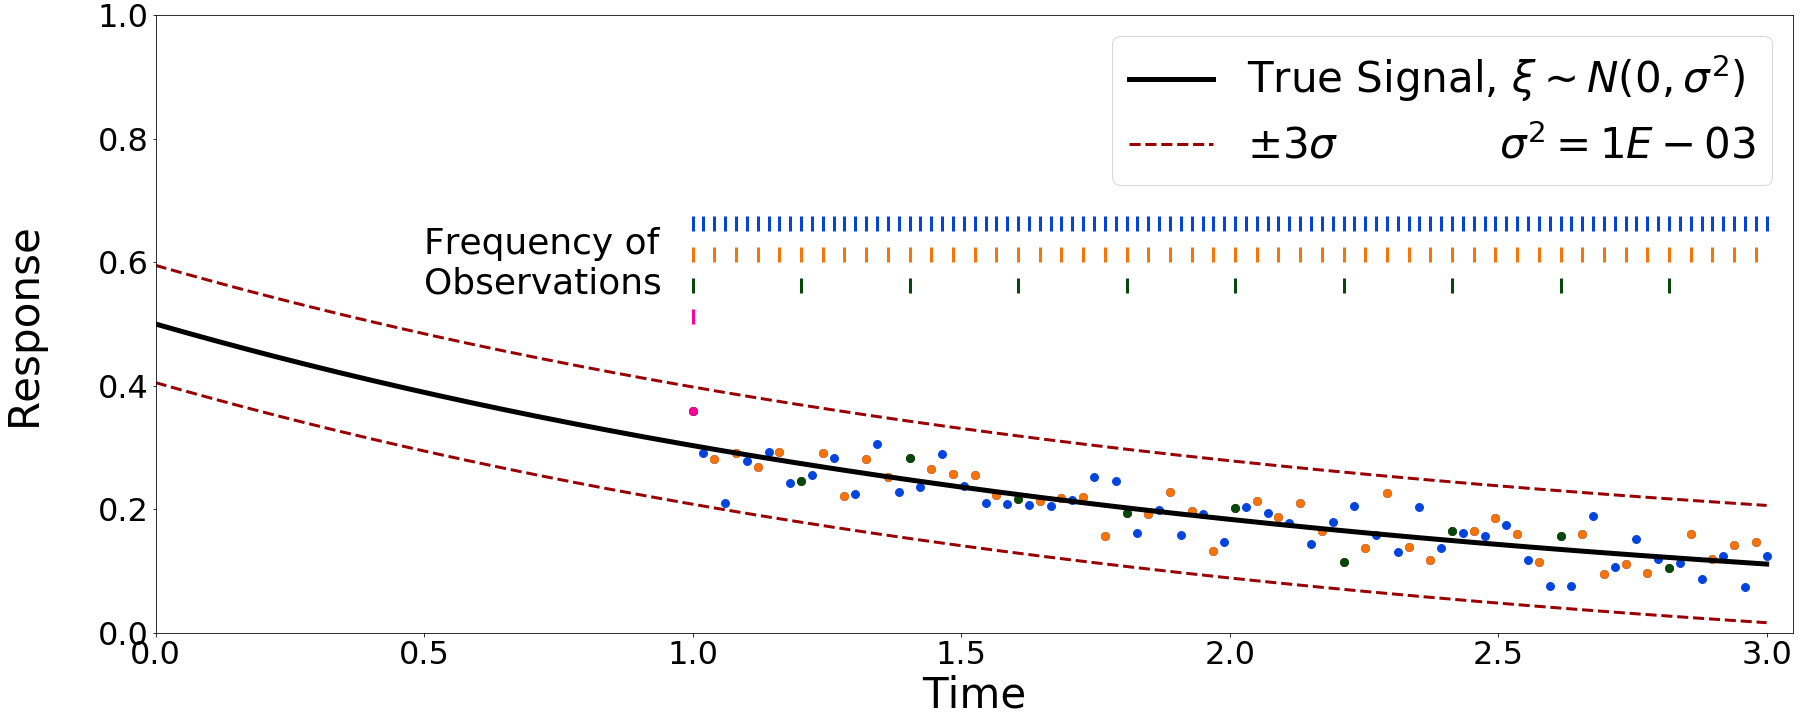 1.0
0.8
0.6
0.4
0.2
0.0
Response
True Signal, ξ ∼ N(0, σ²)
±3σ σ² = 1E − 03
Frequency of
Observations
0.0 0.5 1.0 1.5 2.0 2.5 3.0
Time